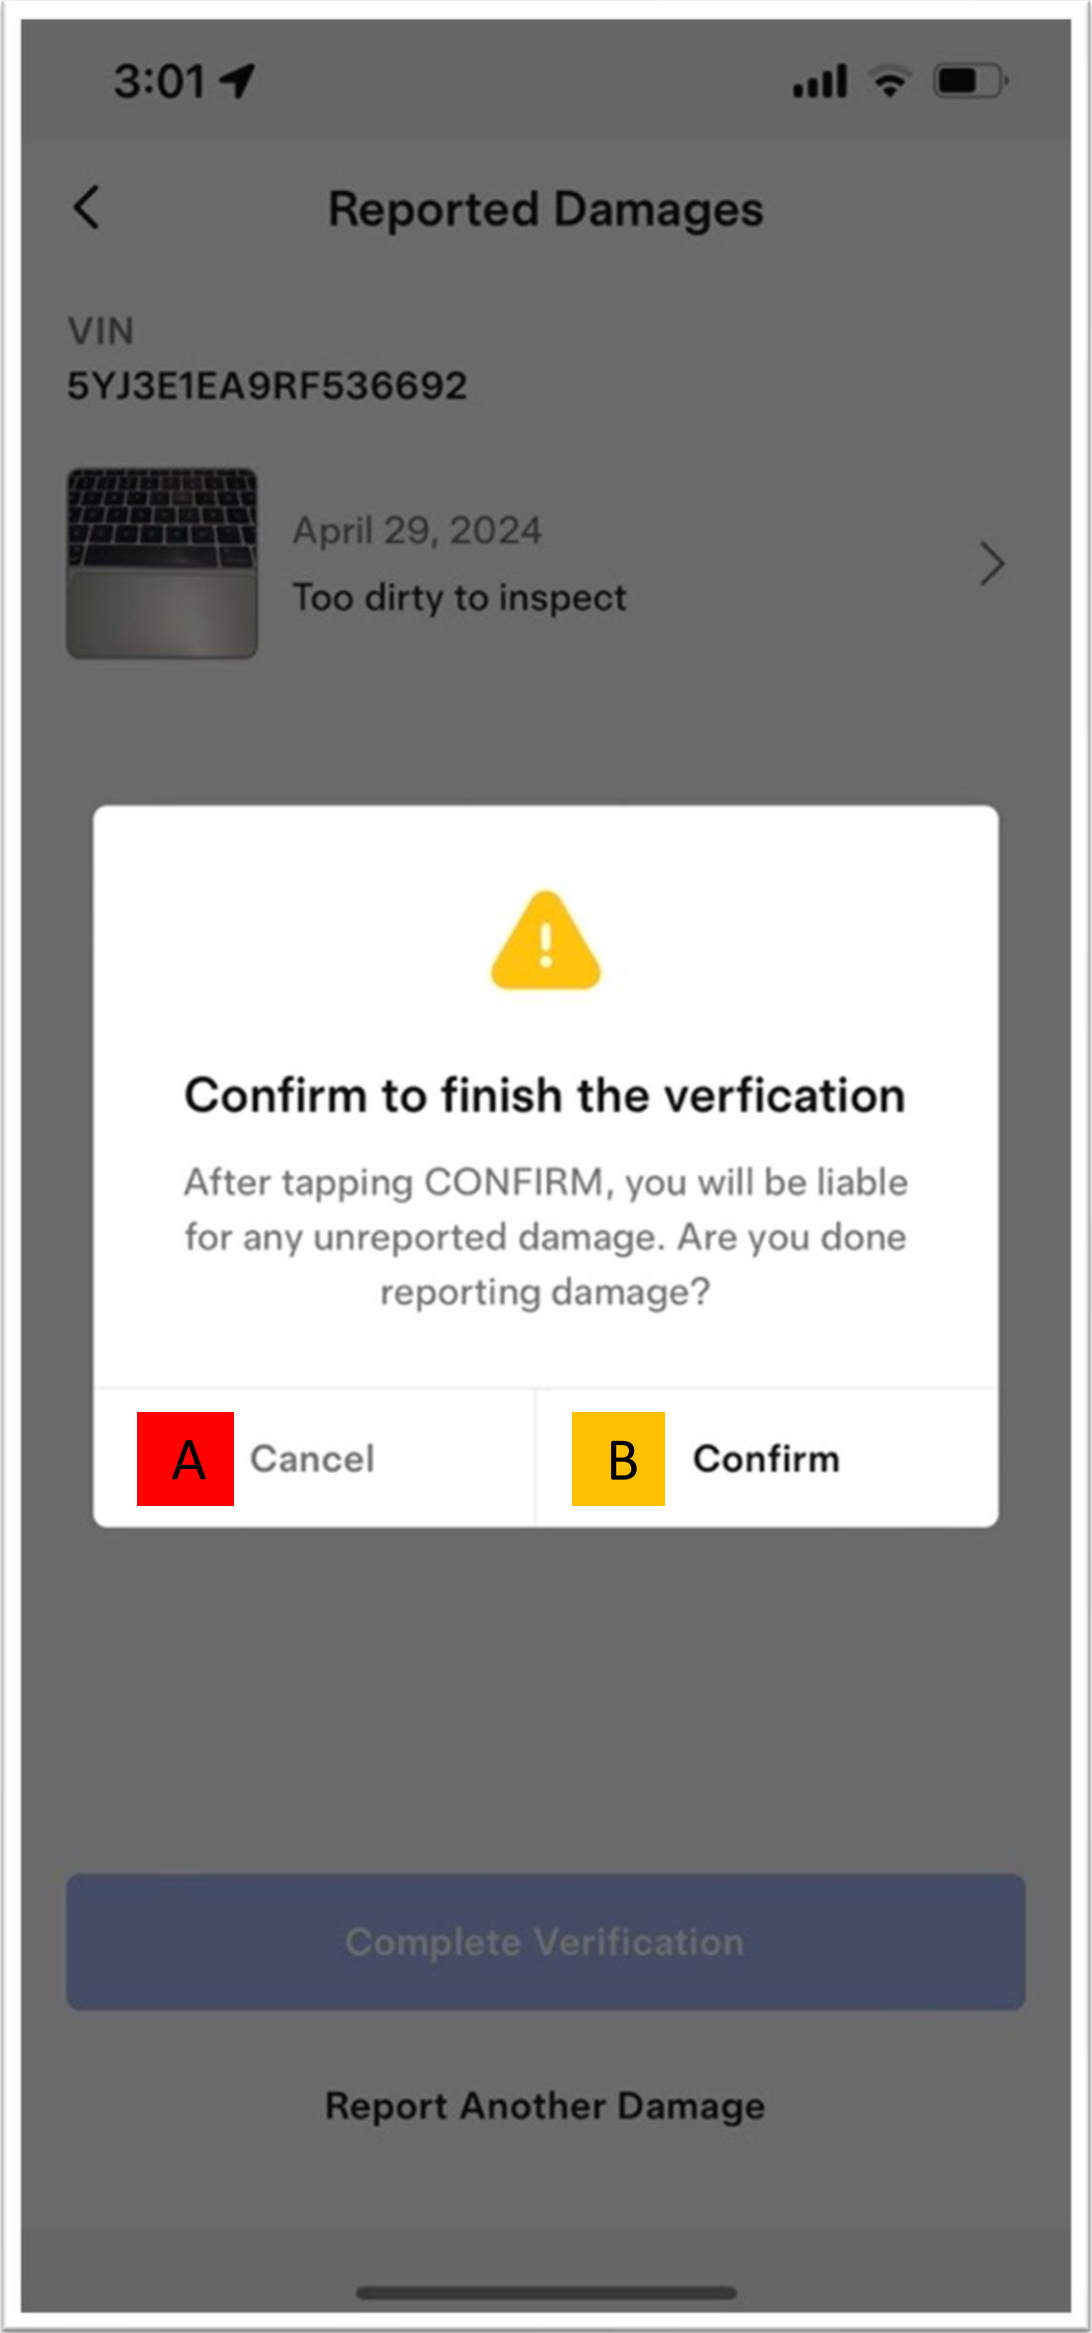 3:01
Reported Damages
VIN
5YJ3E1EA9RF536692
April 29, 2024
Too dirty to inspect
Confirm to finish the verfication
After tapping CONFIRM, you will be liable
for any unreported damage. Are you done
reporting damage?
A Cancel B Confirm
Complete Verification
Report Another Damage